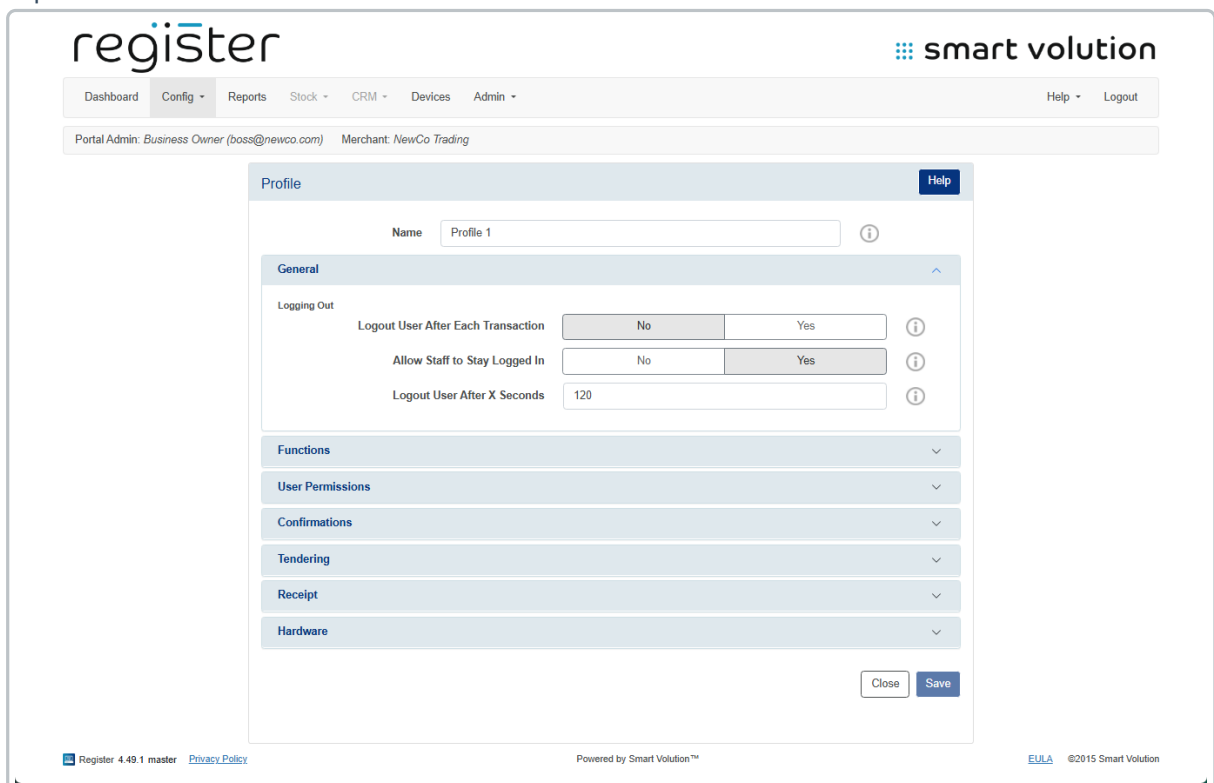 register
smart volution
Dashboard Config Reports Stock CRM Devices Admin Help Logout
Portal Admin: Business Owner (boss@newco.com) Merchant: NewCo Trading
Profile Help
Name Profile 1
General
Logging Out
Logout User After Each Transaction No Yes
Allow Staff to Stay Logged In No Yes
Logout User After X Seconds 120
Functions
User Permissions
Confirmations
Tendering
Receipt
Hardware
Close Save
Register 4.49.1 master Privacy Policy Powered by Smart Volution™ EULA ©2015 Smart Volution